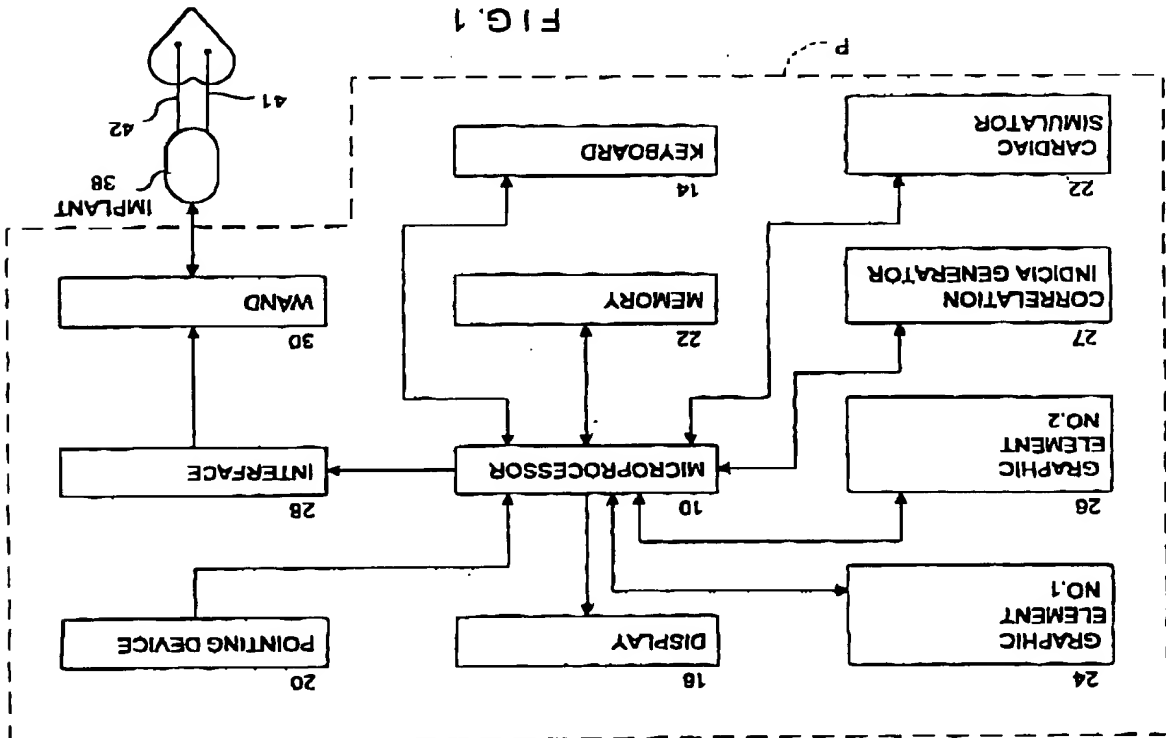 24
GRAPHIC
ELEMENT
NO.1
18
DISPLAY
20
POINTING DEVICE
26
GRAPHIC
ELEMENT
NO.2
10
MICROPROCESSOR
28
INTERFACE
27
CORRELATION
INDICIA GENERATOR
22
MEMORY
30
WAND
22
CARDIAC
SIMULATOR
14
KEYBOARD
IMPLANT
38
42
41
P
FIG.1